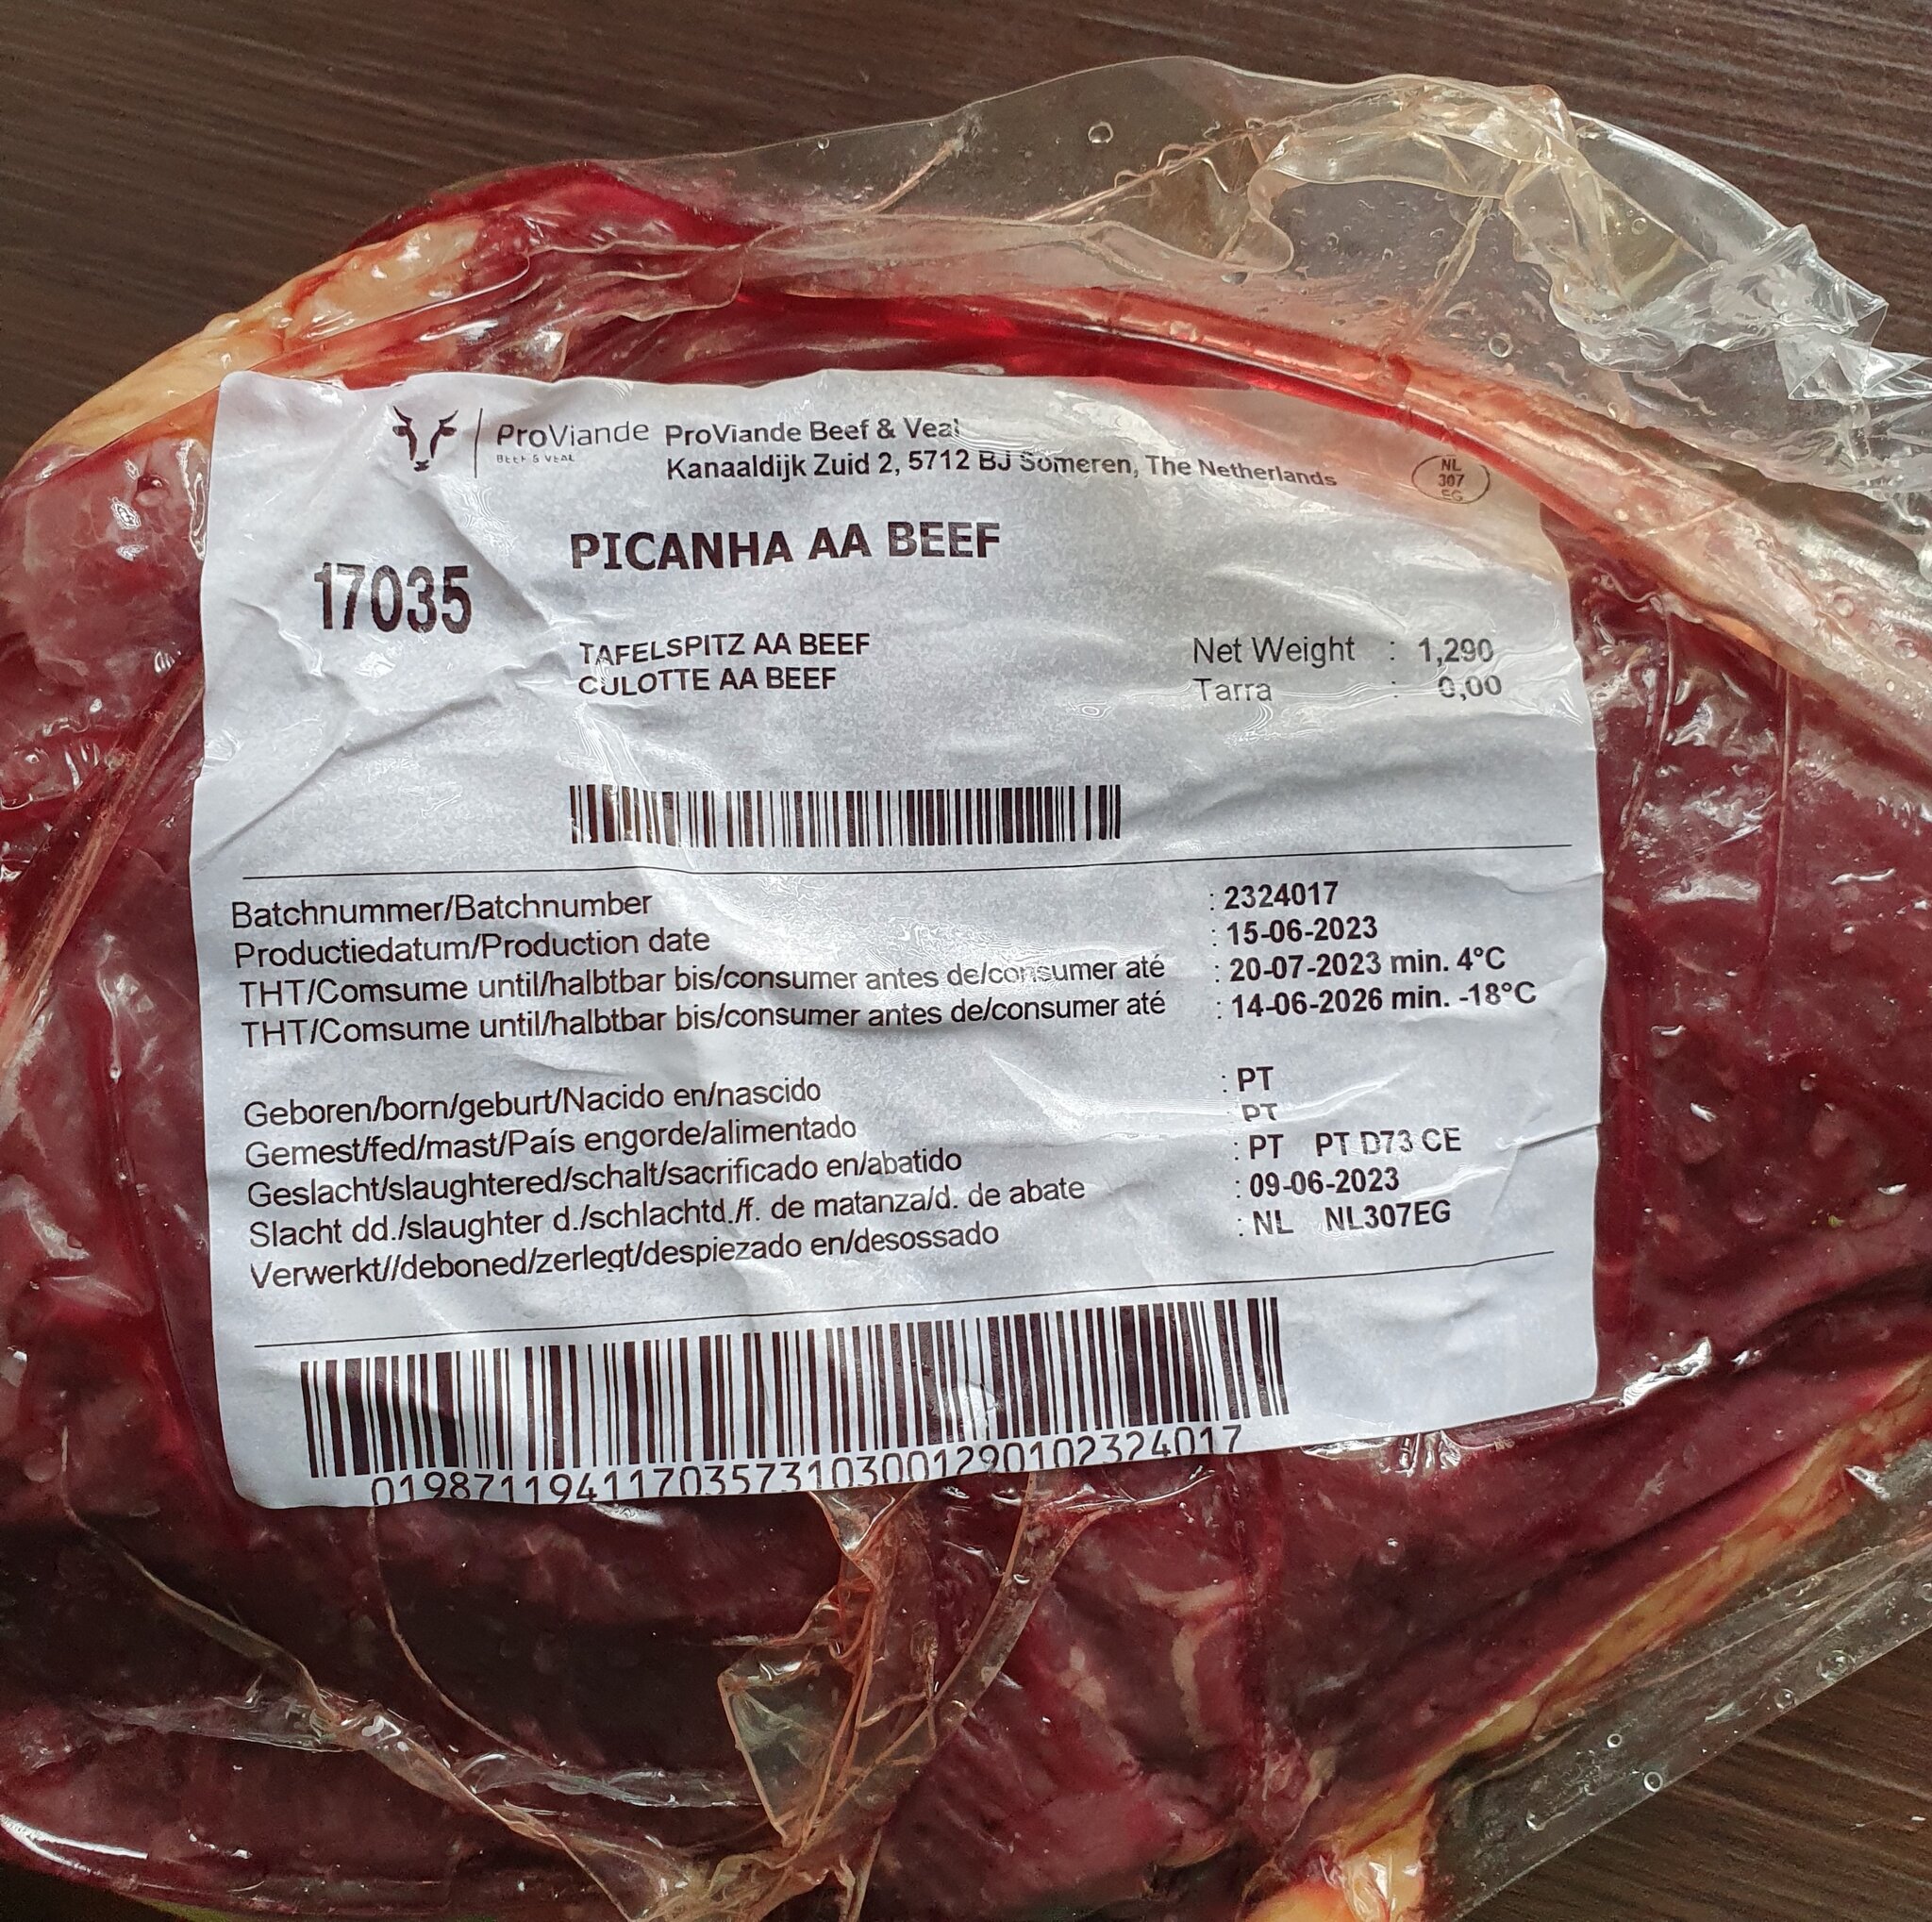 ProViande
BEEF & VEAL
ProViande Beef & Veal
Kanaaldijk Zuid 2, 5712 BJ Someren, The Netherlands
NL
307
EG
PICANHA AA BEEF
17035
TAFELSPITZ AA BEEF
CULOTTE AA BEEF
Net Weight : 1,290
Tarra : 0,00
Batchnummer/Batchnumber : 2324017
Productiedatum/Production date : 15-06-2023
THT/Comsume until/halbtbar bis/consumer antes de/consumer até : 20-07-2023 min. 4°C
THT/Comsume until/halbtbar bis/consumer antes de/consumer até : 14-06-2026 min. -18°C
Geboren/born/geburt/Nacido en/nascido : PT
Gemest/fed/mast/País engorde/alimentado : PT
Geslacht/slaughtered/schalt/sacrificado en/abatido : PT PT D73 CE
Slacht dd./slaughter d./schlachtd./f. de matanza/d. de abate : 09-06-2023
Verwerkt//deboned/zerlegt/despiezado en/desossado : NL NL307EG
01987119411703573103001290102324017